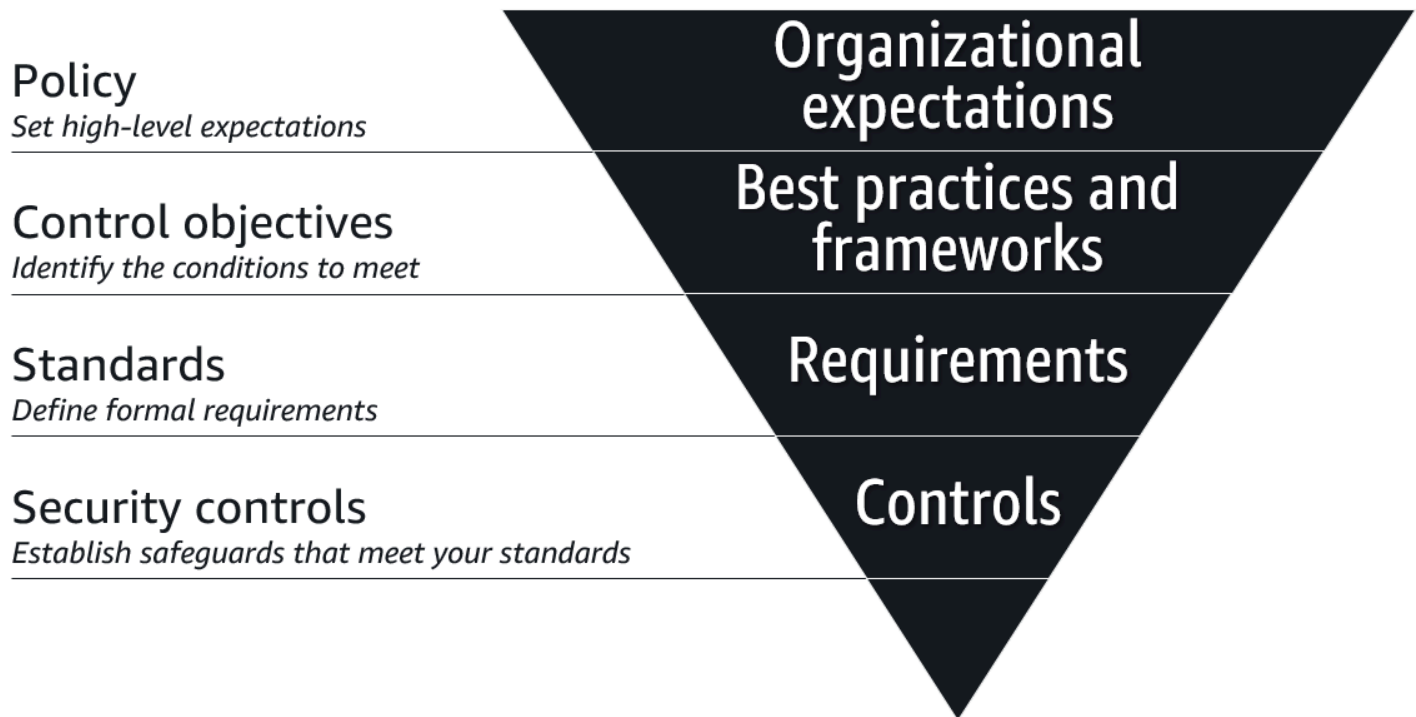 Policy
Set high-level expectations
Organizational
expectations
Control objectives
Identify the conditions to meet
Best practices and
frameworks
Standards
Define formal requirements
Requirements
Security controls
Establish safeguards that meet your standards
Controls